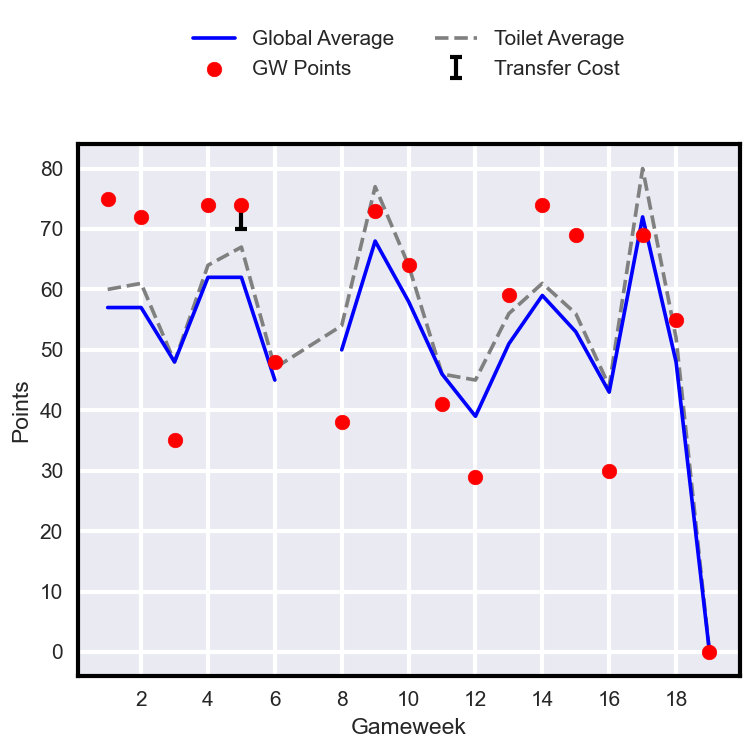 Global Average
Toilet Average
GW Points
Transfer Cost
80
70
60
50
40
30
20
10
0
Points
2 4 6 8 10 12 14 16 18
Gameweek